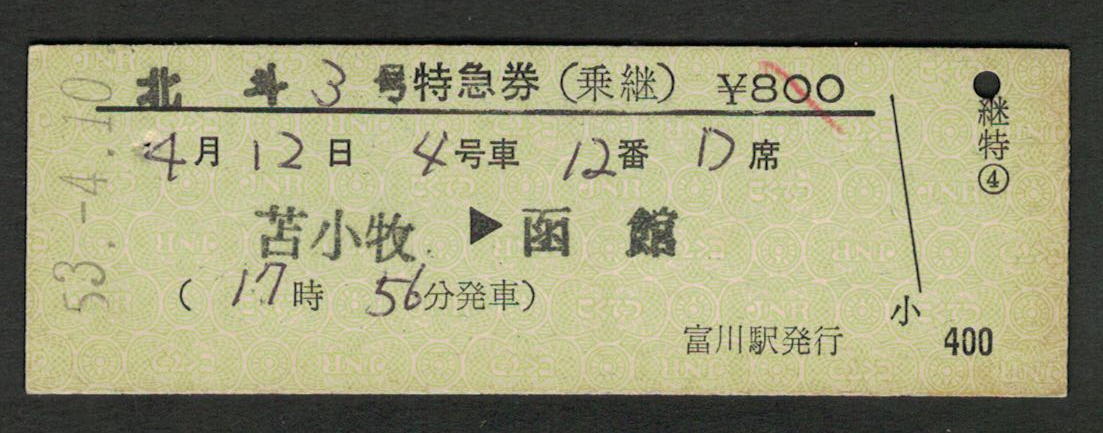 北斗3号特急券(乗継) ¥800
4月12日 4号車 12番 D席
苫小牧 ▶ 函館
(17時56分発車)
富川駅発行
53.-4.10
継特④
小 400